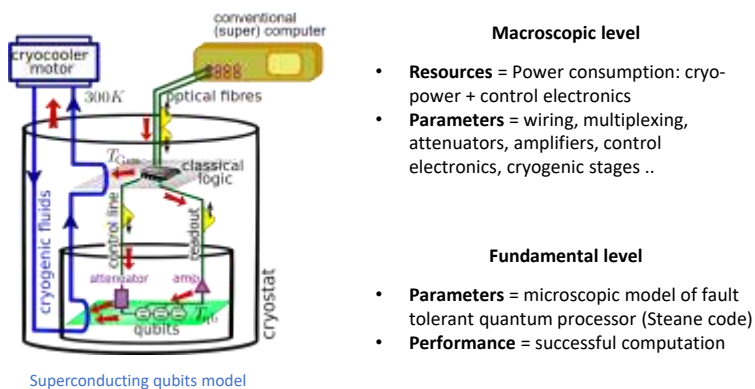 conventional
(super) computer
cryocooler
motor
300K
optical fibres
classical
logic
control line
readout
cryogenic fluids
attenuator
amp
qubits
cryostat
Superconducting qubits model
Macroscopic level
• Resources = Power consumption: cryo-
power + control electronics
• Parameters = wiring, multiplexing,
attenuators, amplifiers, control
electronics, cryogenic stages ..
Fundamental level
• Parameters = microscopic model of fault
tolerant quantum processor (Steane code)
• Performance = successful computation